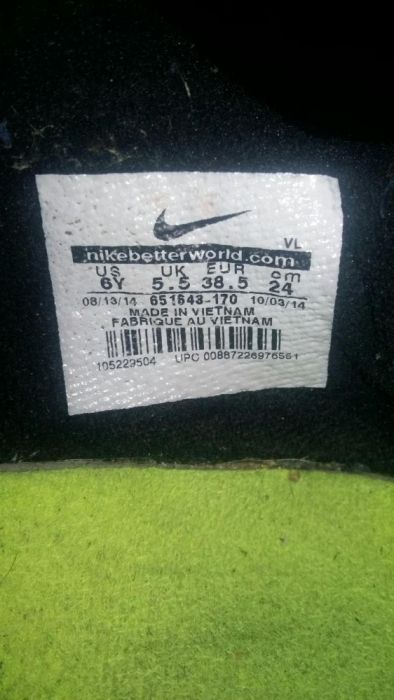 VL
nikebetterworld.com
US UK EUR cm
6Y 5.5 38.5 24
08/13/14 651643-170 10/03/14
MADE IN VIETNAM
FABRIQUE AU VIETNAM
105229504 UPC 00887226976561